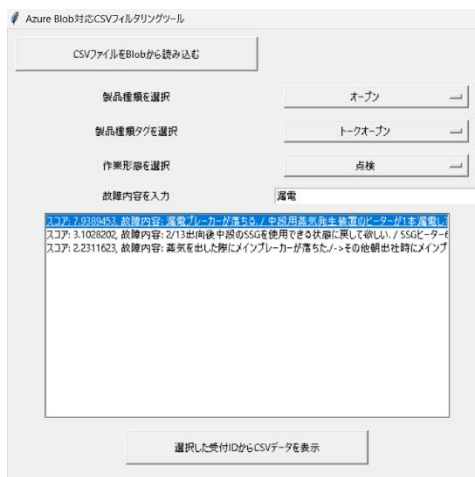 Azure Blob対応CSVフィルタリングツール
CSVファイルをBlobから読み込む
製品種類を選択
オーブン
製品種類タグを選択
トークオーブン
作業形態を選択
点検
故障内容を入力
漏電
スコア: 7.9389453, 故障内容: 漏電ブレーカーが落ちる. / 中段用蒸気発生装置のヒーターが1本漏電し
スコア: 3.1028202, 故障内容: 2/13出向後中段のSSGを使用できる状態に戻して欲しい. / SSGヒーター
スコア: 2.2311623, 故障内容: 蒸気を出した際にメインブレーカーが落ちた./->その他朝出社時にメインブ
選択した受付IDからCSVデータを表示